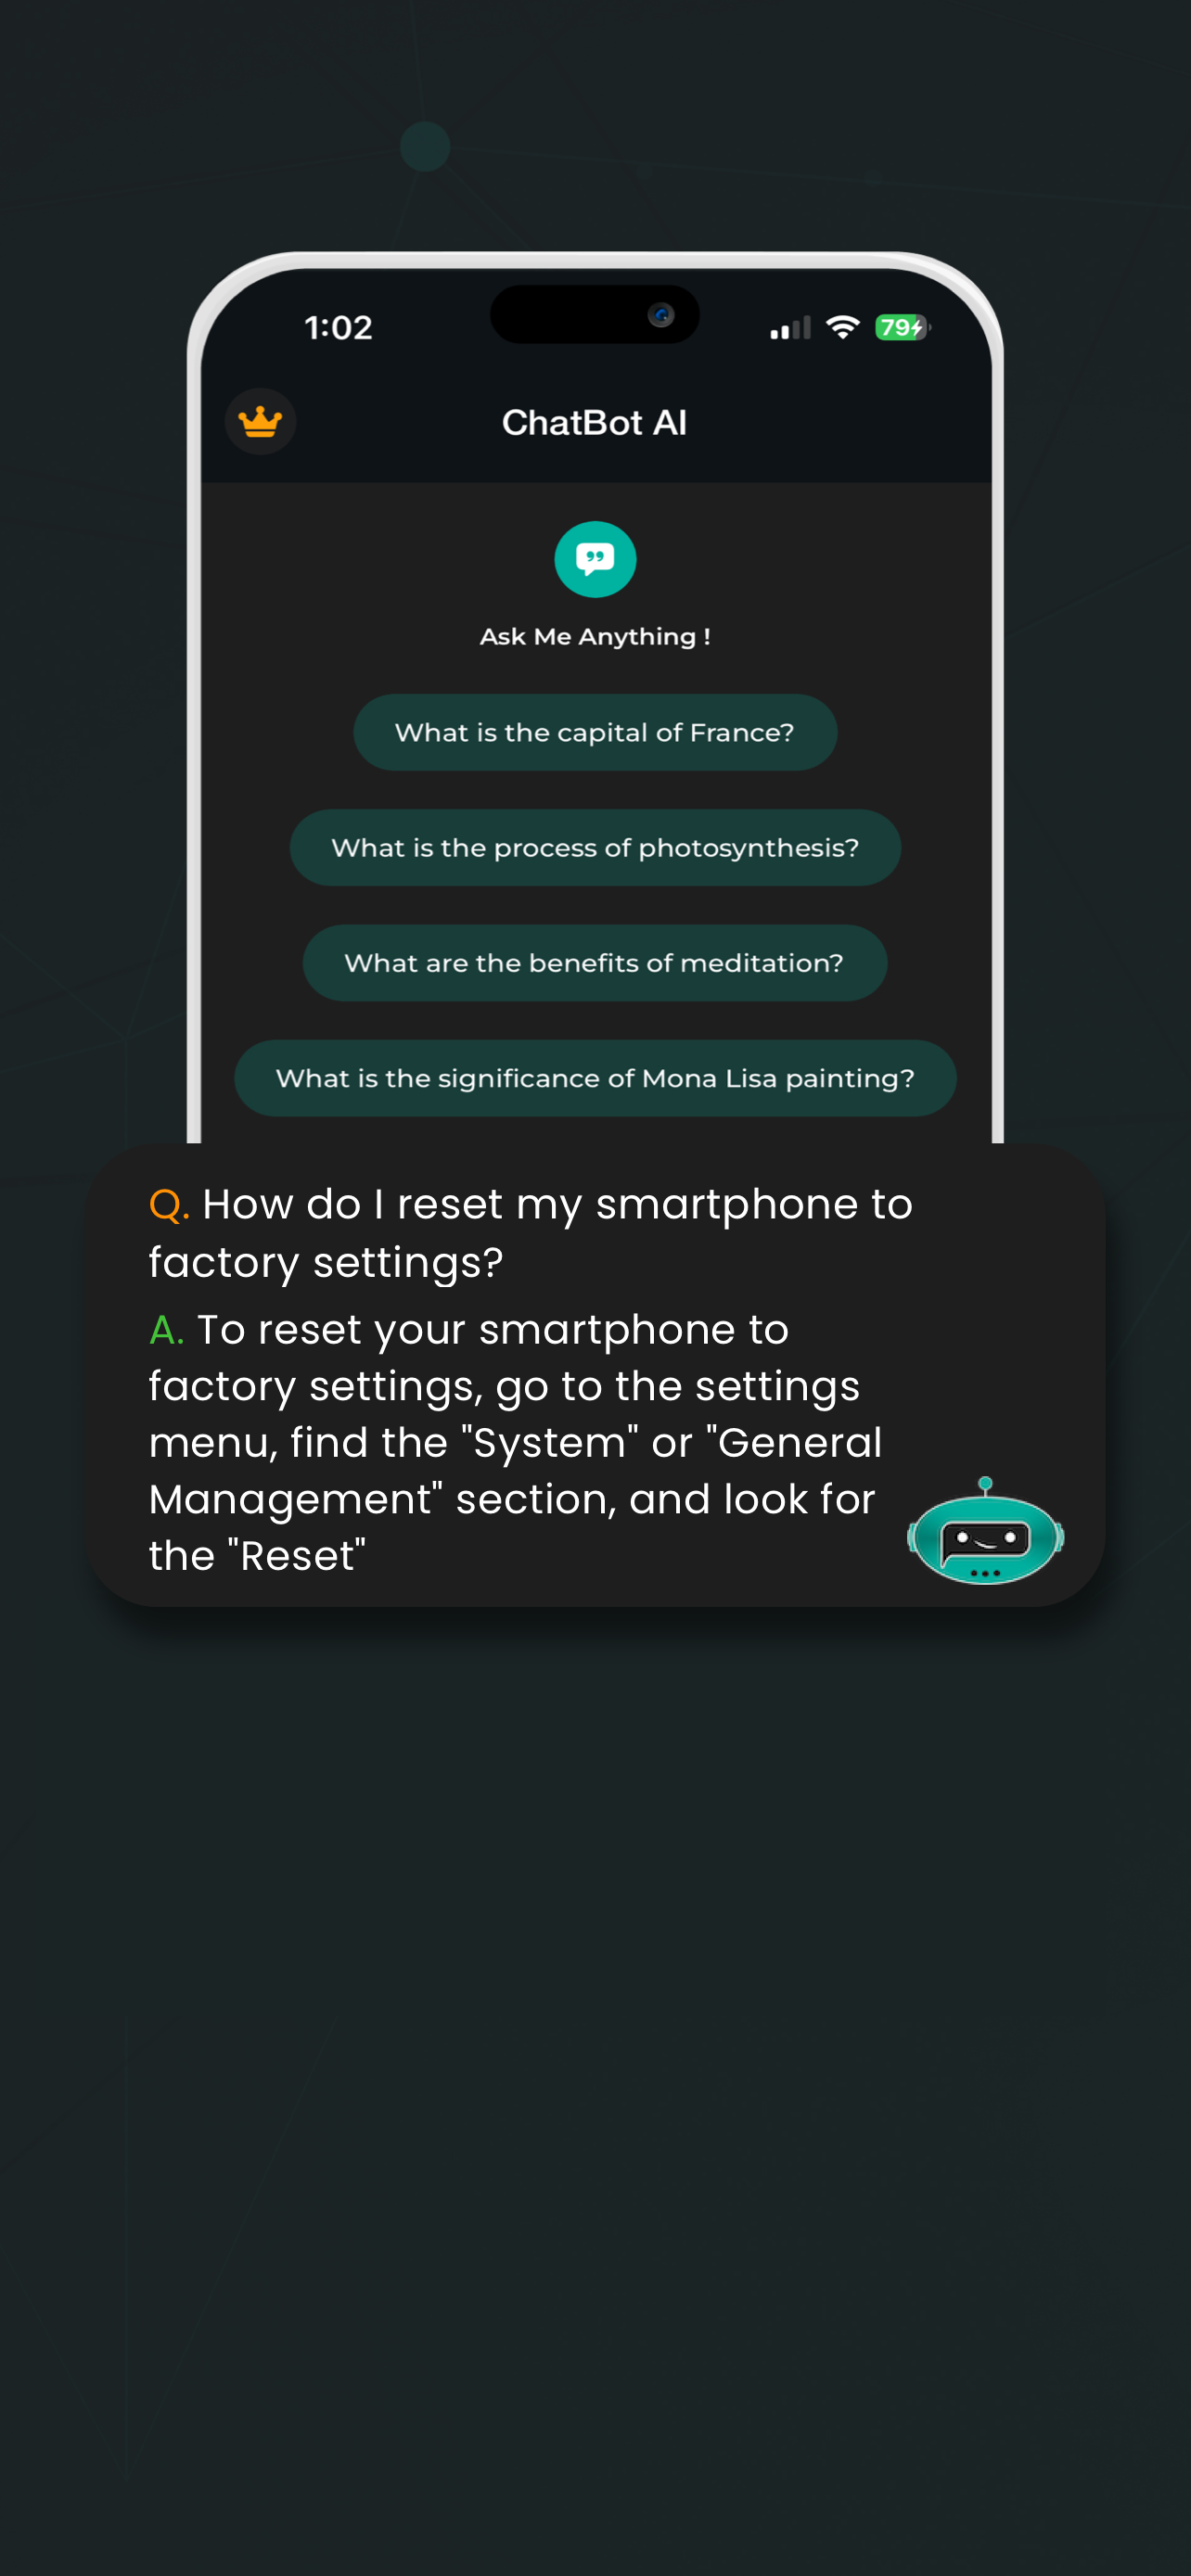 1:02
79
ChatBot AI
Ask Me Anything !
What is the capital of France?
What is the process of photosynthesis?
What are the benefits of meditation?
What is the significance of Mona Lisa painting?
Q. How do I reset my smartphone to
factory settings?
A. To reset your smartphone to
factory settings, go to the settings
menu, find the "System" or "General
Management" section, and look for
the "Reset"